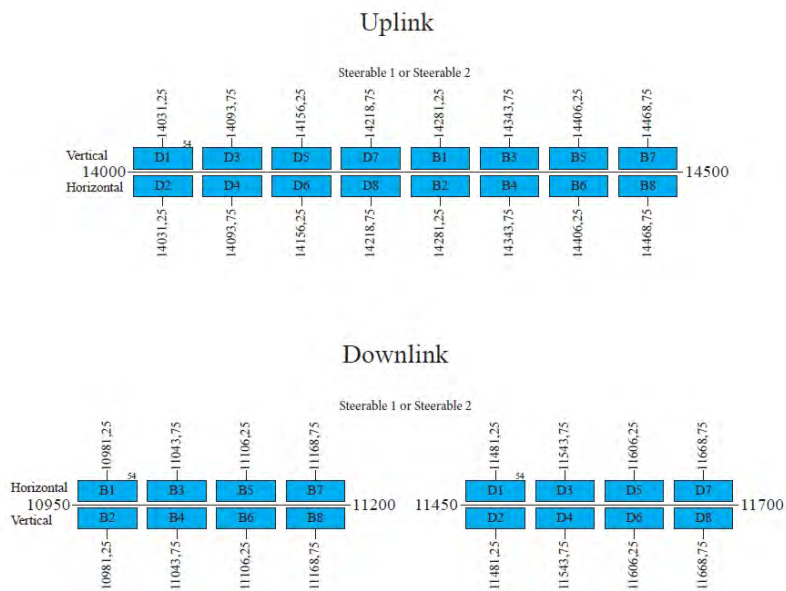 Uplink
Steerable 1 or Steerable 2
14031,25 14093,75 14156,25 14218,75 14281,25 14343,75 14406,25 14468,75
54
Vertical D1 D3 D5 D7 B1 B3 B5 B7
14000 14500
Horizontal D2 D4 D6 D8 B2 B4 B6 B8
14031,25 14093,75 14156,25 14218,75 14281,25 14343,75 14406,25 14468,75
Downlink
Steerable 1 or Steerable 2
10981,25 11043,75 11106,25 11168,75 11481,25 11543,75 11606,25 11668,75
54 54
Horizontal B1 B3 B5 B7 D1 D3 D5 D7
10950 11200 11450 11700
Vertical B2 B4 B6 B8 D2 D4 D6 D8
10981,25 11043,75 11106,25 11168,75 11481,25 11543,75 11606,25 11668,75